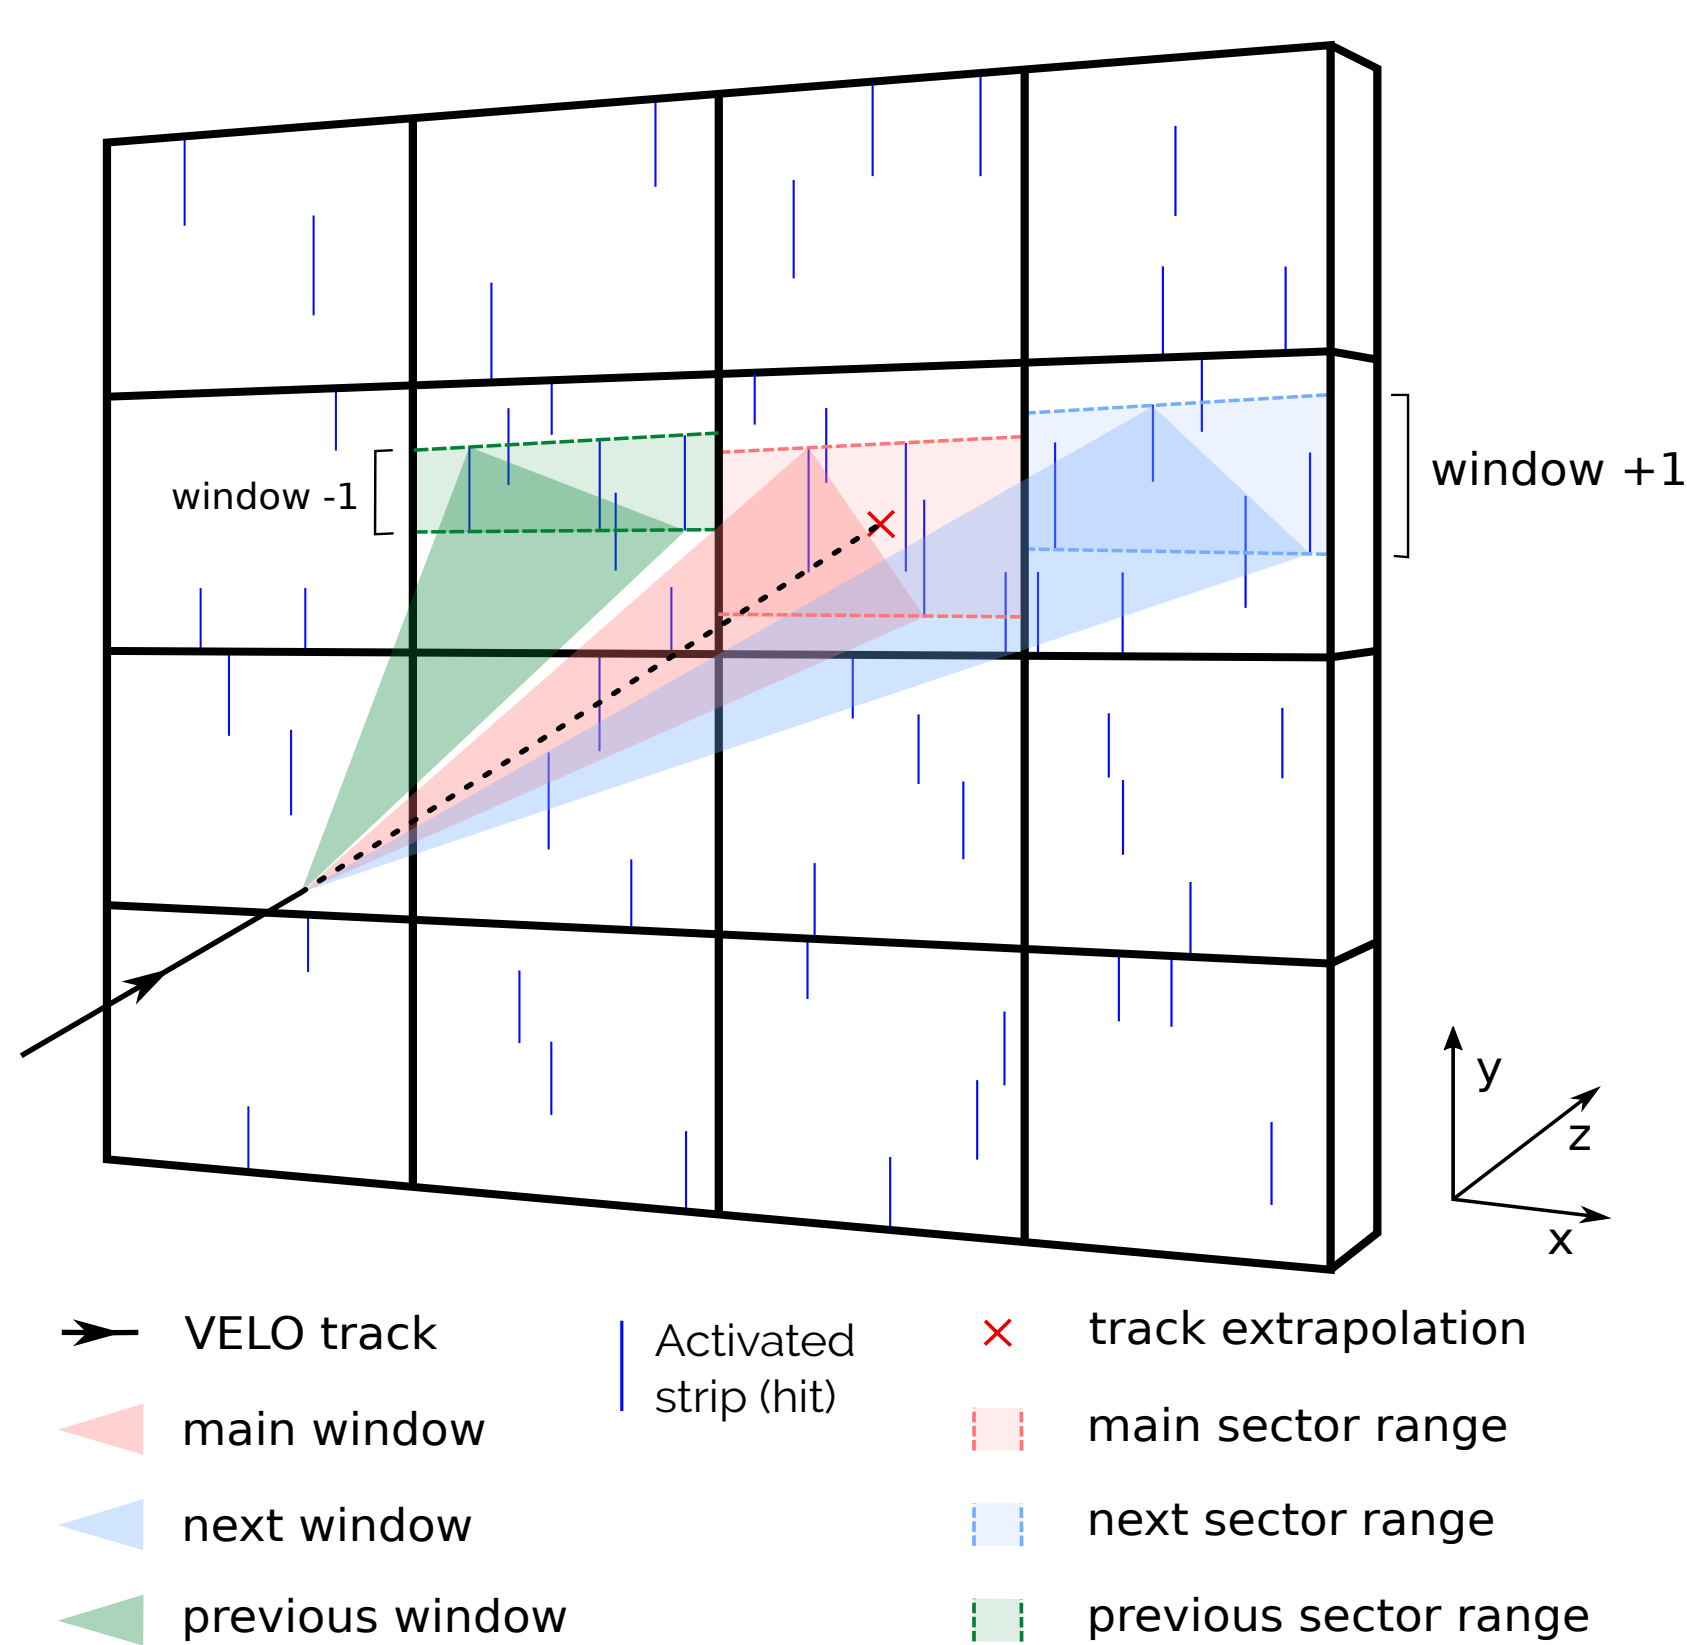 window -1
window +1
y
z
x
VELO track
Activated
strip (hit)
track extrapolation
main window
main sector range
next window
next sector range
previous window
previous sector range